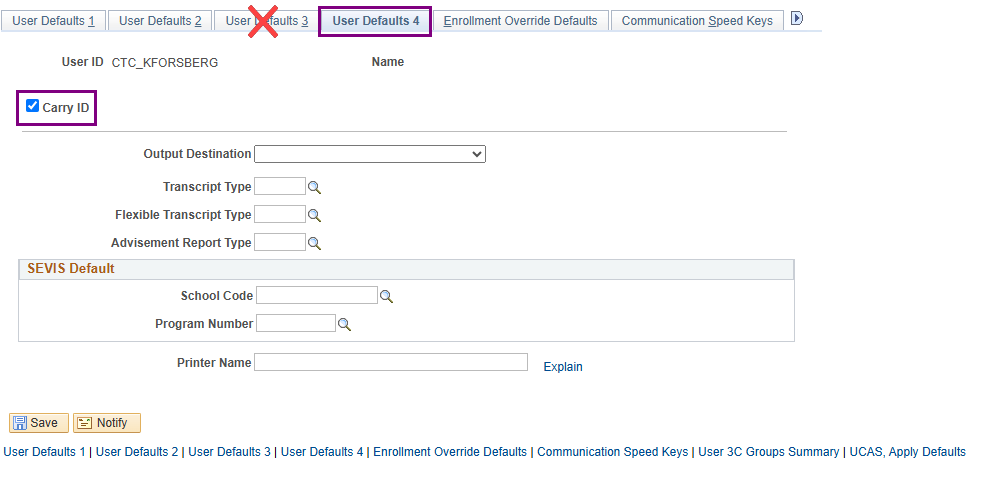 User Defaults 1 User Defaults 2 User Defaults 3 User Defaults 4 Enrollment Override Defaults Communication Speed Keys
User ID CTC_KFORSBERG Name
Carry ID
Output Destination
Transcript Type
Flexible Transcript Type
Advisement Report Type
SEVIS Default
School Code
Program Number
Printer Name Explain
Save Notify
User Defaults 1 | User Defaults 2 | User Defaults 3 | User Defaults 4 | Enrollment Override Defaults | Communication Speed Keys | User 3C Groups Summary | UCAS, Apply Defaults